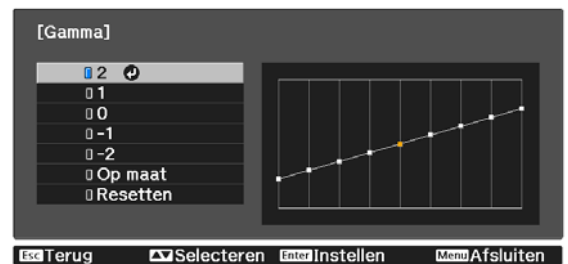 [Gamma]
2
1
0
-1
-2
Op maat
Resetten
Esc Terug Selecteren Enter Instellen Menu Afsluiten